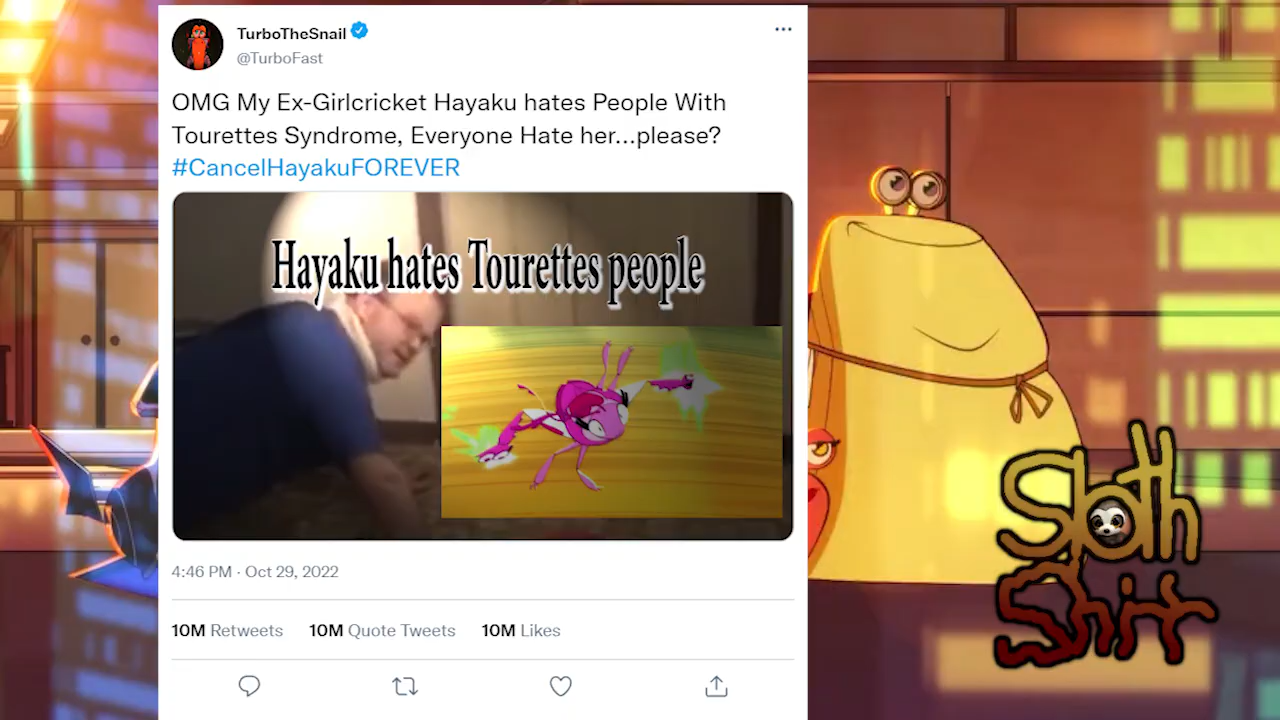 TurboTheSnail
@TurboFast
OMG My Ex-Girlcricket Hayaku hates People With
Tourettes Syndrome, Everyone Hate her...please?
#CancelHayakuFOREVER
Hayaku hates Tourettes people
4:46 PM · Oct 29, 2022
10M Retweets 10M Quote Tweets 10M Likes
Sloth
Shirt